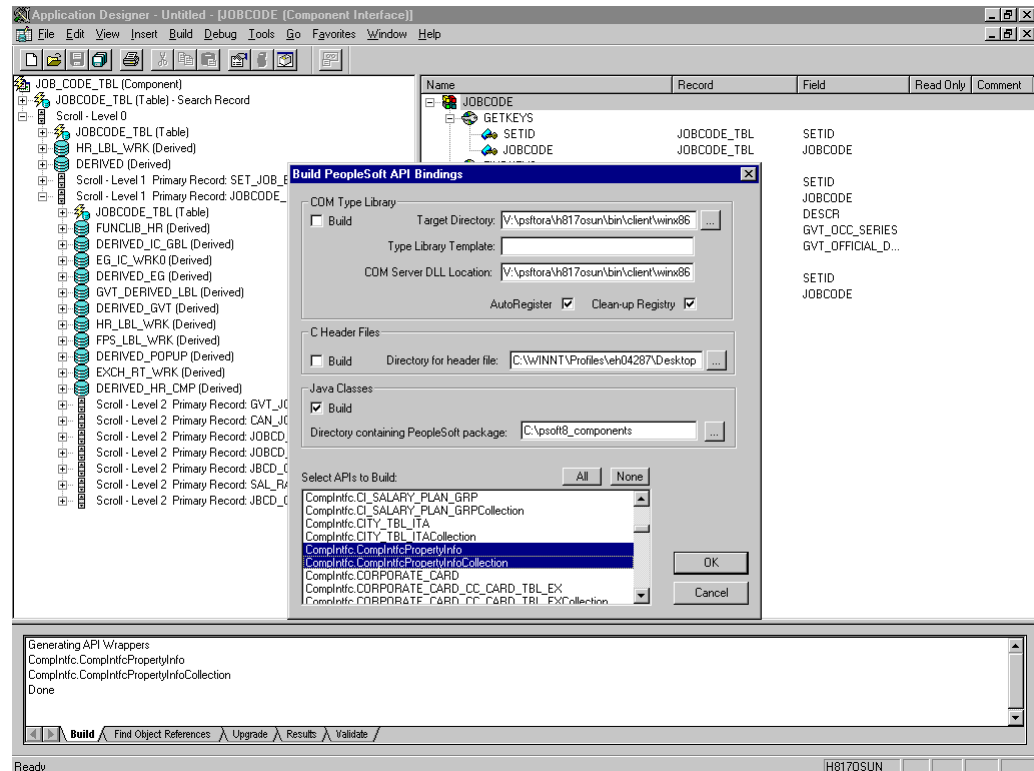 Application Designer - Untitled - [JOBCODE (Component Interface)]
File Edit View Insert Build Debug Tools Go Favorites Window Help
JOB_CODE_TBL (Component)
JOBCODE_TBL (Table) - Search Record
Scroll - Level 0
JOBCODE_TBL (Table)
HR_LBL_WRK (Derived)
DERIVED (Derived)
Scroll - Level 1 Primary Record: SET_JOB_E
Scroll - Level 1 Primary Record: JOBCODE_
JOBCODE_TBL (Table)
FUNCLIB_HR (Derived)
DERIVED_IC_GBL (Derived)
EG_IC_WRK0 (Derived)
DERIVED_EG (Derived)
GVT_DERIVED_LBL (Derived)
DERIVED_GVT (Derived)
HR_LBL_WRK (Derived)
FPS_LBL_WRK (Derived)
DERIVED_POPUP (Derived)
EXCH_RT_WRK (Derived)
DERIVED_HR_CMP (Derived)
Scroll - Level 2 Primary Record: GVT_JO
Scroll - Level 2 Primary Record: CAN_JO
Scroll - Level 2 Primary Record: JOBCD_
Scroll - Level 2 Primary Record: JOBCD_
Scroll - Level 2 Primary Record: JBCD_
Scroll - Level 2 Primary Record: SAL_RA
Scroll - Level 2 Primary Record: JBCD_
Name Record Field Read Only Comment
JOBCODE
GETKEYS
SETID JOBCODE_TBL SETID
JOBCODE JOBCODE_TBL JOBCODE
SETID
JOBCODE
DESCR
GVT_OCC_SERIES
GVT_OFFICIAL_D...
SETID
JOBCODE
Build PeopleSoft API Bindings
COM Type Library
Build Target Directory: V:\psftora\h817osun\bin\client\winx86 ...
Type Library Template:
COM Server DLL Location: V:\psftora\h817osun\bin\client\winx86
AutoRegister Clean-up Registry
C Header Files
Build Directory for header file: C:\WINNT\Profiles\eh04287\Desktop ...
Java Classes
Build
Directory containing PeopleSoft package: C:\psoft8_components ...
Select APIs to Build: All None
CompIntfc.CI_SALARY_PLAN_GRP
CompIntfc.CI_SALARY_PLAN_GRPCollection
CompIntfc.CITY_TBL_ITA
CompIntfc.CITY_TBL_ITACollection
CompIntfc.CompIntfcPropertyInfo
CompIntfc.CompIntfcPropertyInfoCollection
CompIntfc.CORPORATE_CARD
CompIntfc.CORPORATE_CARD_CC_CARD_TBL_EX
CompIntfc.CORPORATE_CARD_CC_CARD_TBL_EXCollection
OK
Cancel
Generating API Wrappers
CompIntfc.CompIntfcPropertyInfo
CompIntfc.CompIntfcPropertyInfoCollection
Done
Build Find Object References Upgrade Results Validate
Ready H817OSUN